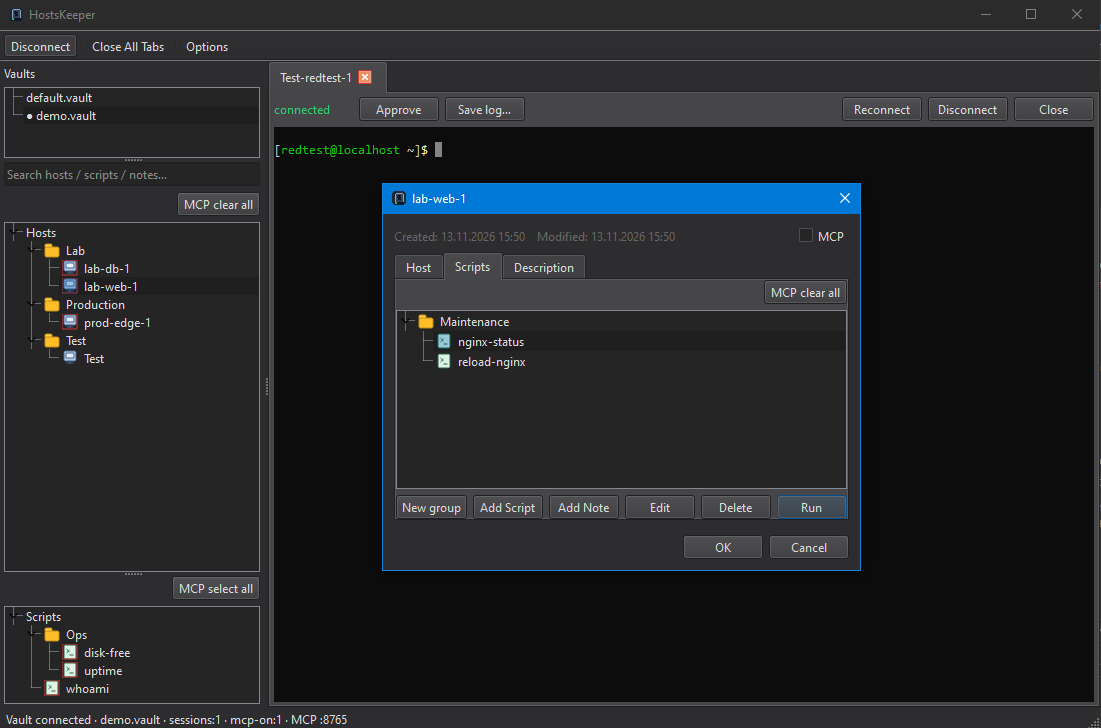 HostsKeeper
Disconnect Close All Tabs Options
Vaults
default.vault
● demo.vault
Search hosts / scripts / notes...
MCP clear all
Hosts
Lab
lab-db-1
lab-web-1
Production
prod-edge-1
Test
Test
MCP select all
Scripts
Ops
disk-free
uptime
whoami
Test-redtest-1
connected Approve Save log... Reconnect Disconnect Close
[redtest@localhost ~]$
lab-web-1
Created: 13.11.2026 15:50 Modified: 13.11.2026 15:50 MCP
Host Scripts Description
MCP clear all
Maintenance
nginx-status
reload-nginx
New group Add Script Add Note Edit Delete Run
OK Cancel
Vault connected · demo.vault · sessions:1 · mcp-on:1 · MCP :8765